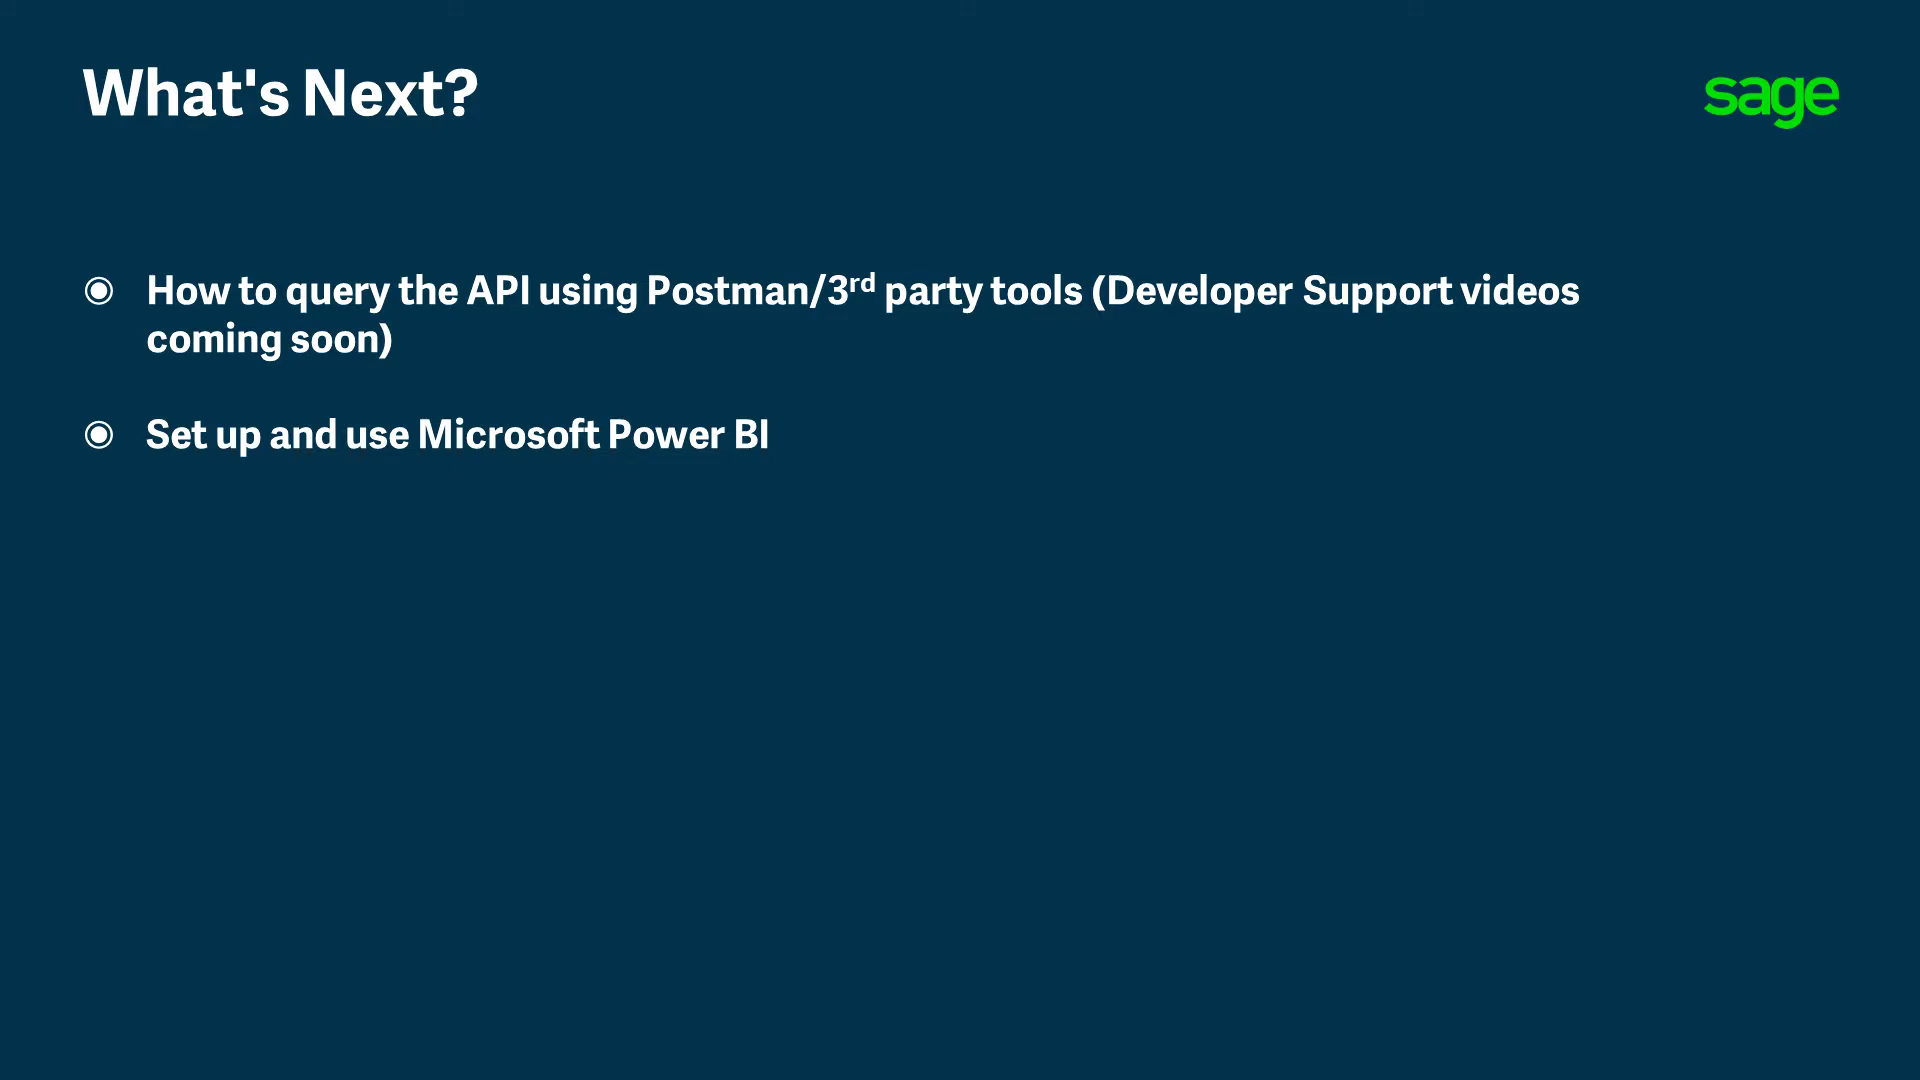 What's Next?
sage
◉ How to query the API using Postman/3rd party tools (Developer Support videos
coming soon)
◉ Set up and use Microsoft Power BI